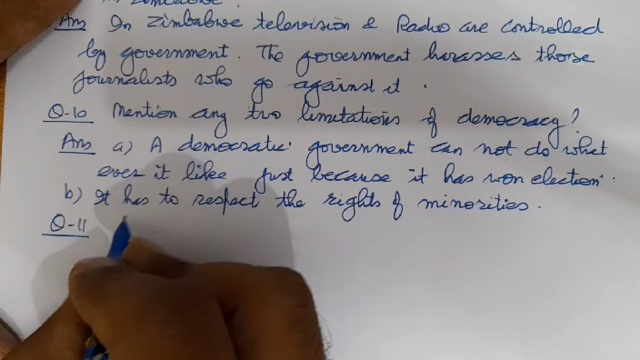 Zimbabwe.
Ans In Zimbabwe television & Radio are controlled
by government. The government harasses those
journalists who go against it.
Q-10 Mention any two limitations of democracy?
Ans a) A democratic government can not do what
ever it like just because it has won election.
b) It has to respect the rights of minorities.
Q-11